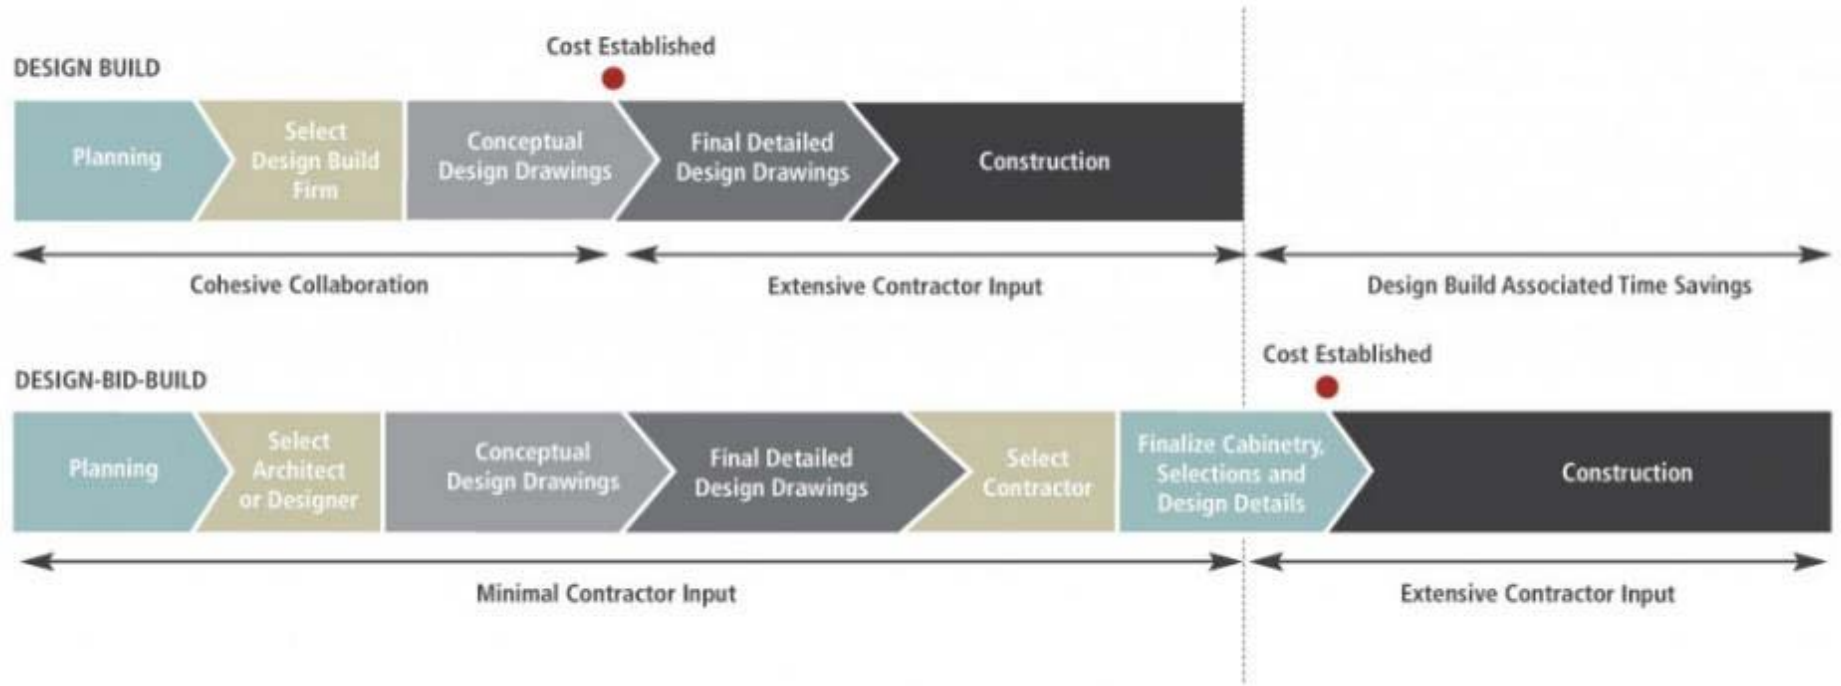 Cost Established
DESIGN BUILD
Planning
Select
Design Build
Firm
Conceptual
Design Drawings
Final Detailed
Design Drawings
Construction
Cohesive Collaboration
Extensive Contractor Input
Design Build Associated Time Savings
Cost Established
DESIGN-BID-BUILD
Planning
Select
Architect
or Designer
Conceptual
Design Drawings
Final Detailed
Design Drawings
Select
Contractor
Finalize Cabinetry,
Selections and
Design Details
Construction
Minimal Contractor Input
Extensive Contractor Input